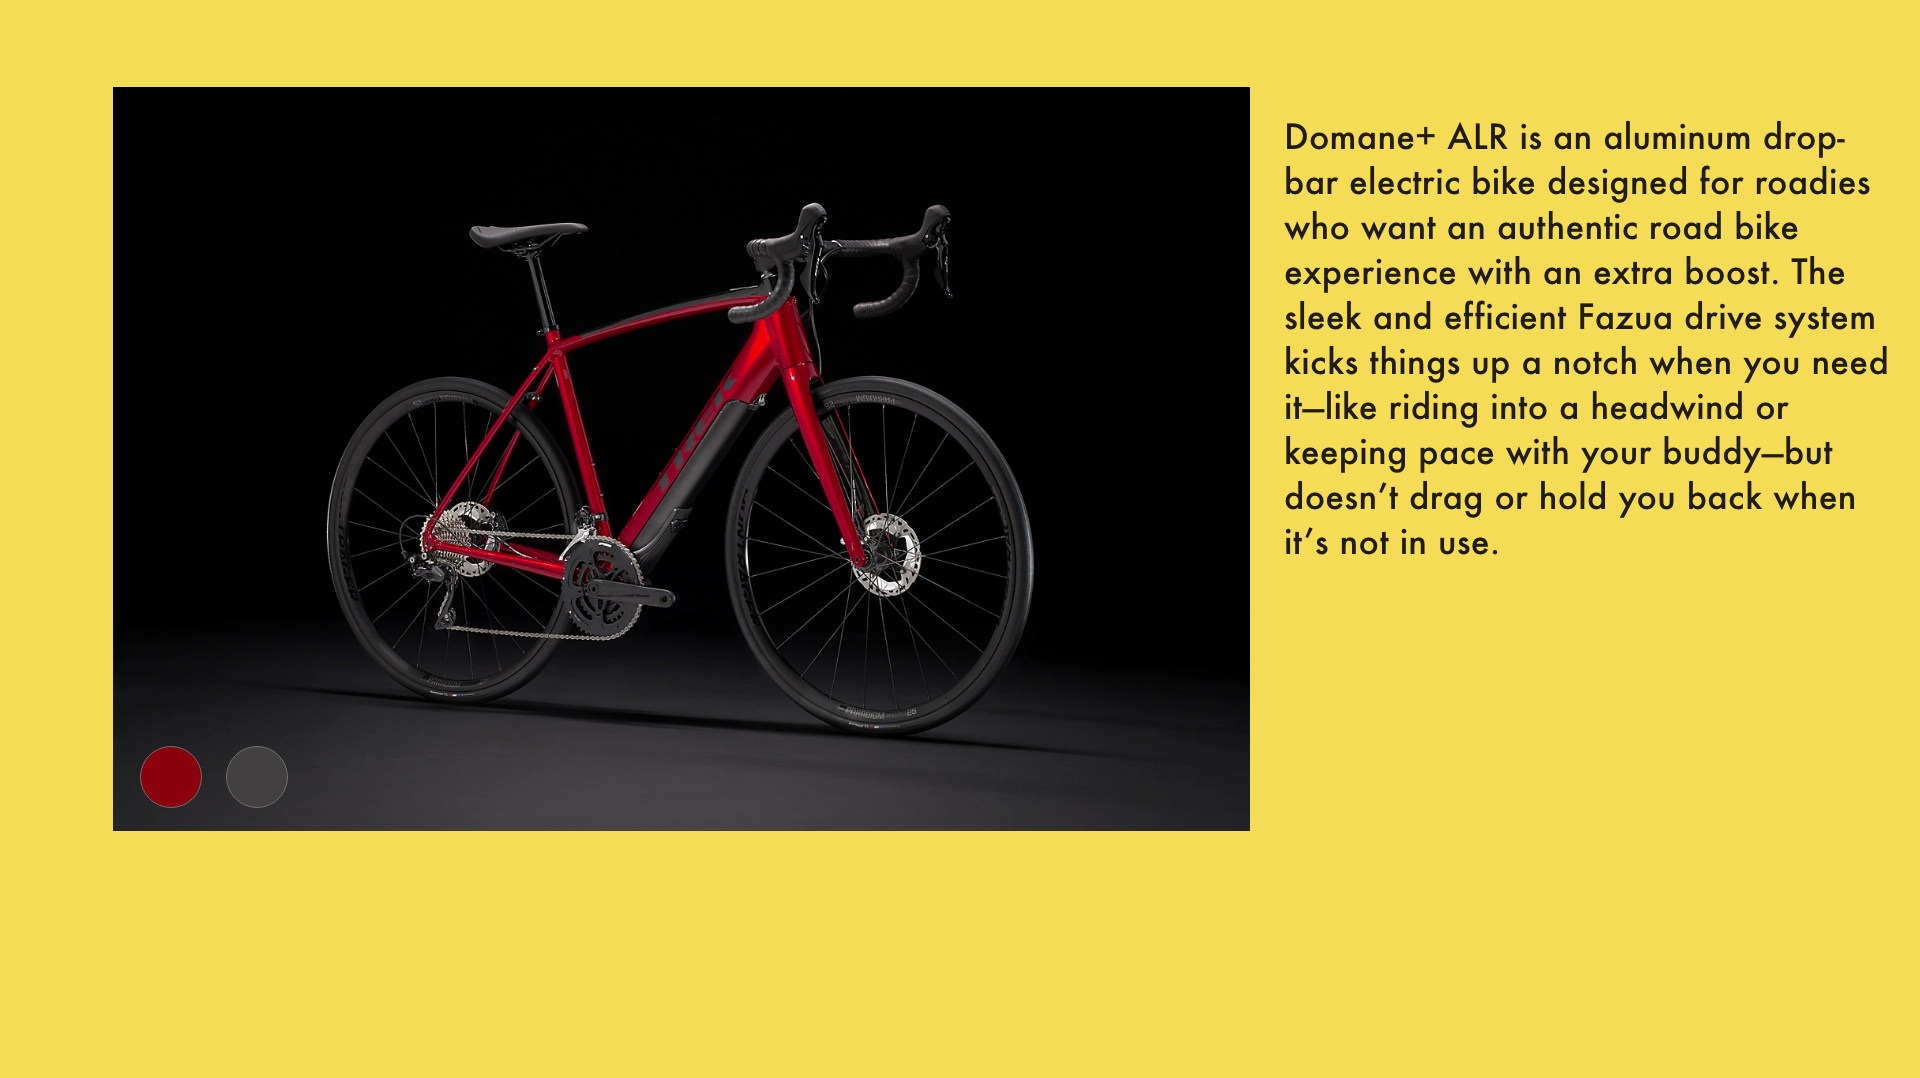 Domane+ ALR is an aluminum drop-
bar electric bike designed for roadies
who want an authentic road bike
experience with an extra boost. The
sleek and efficient Fazua drive system
kicks things up a notch when you need
it—like riding into a headwind or
keeping pace with your buddy—but
doesn’t drag or hold you back when
it’s not in use.
TREK
BONTRAGER
PARADIGM